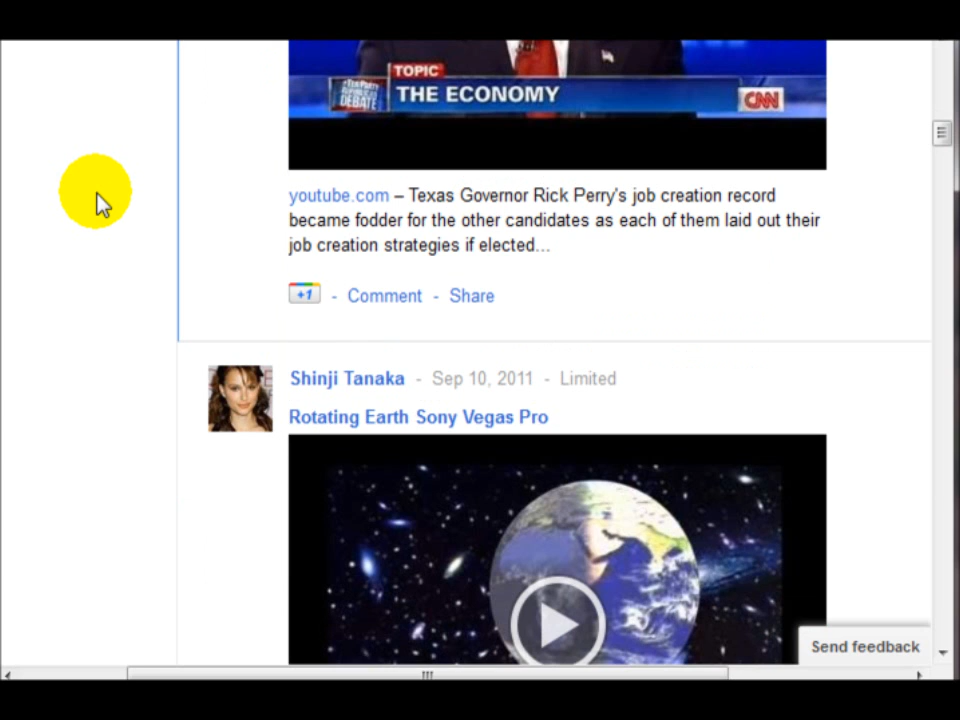 TOPIC
THE ECONOMY
DEBATE
CNN
youtube.com – Texas Governor Rick Perry's job creation record
became fodder for the other candidates as each of them laid out their
job creation strategies if elected...
+1 - Comment - Share
Shinji Tanaka - Sep 10, 2011 - Limited
Rotating Earth Sony Vegas Pro
Send feedback